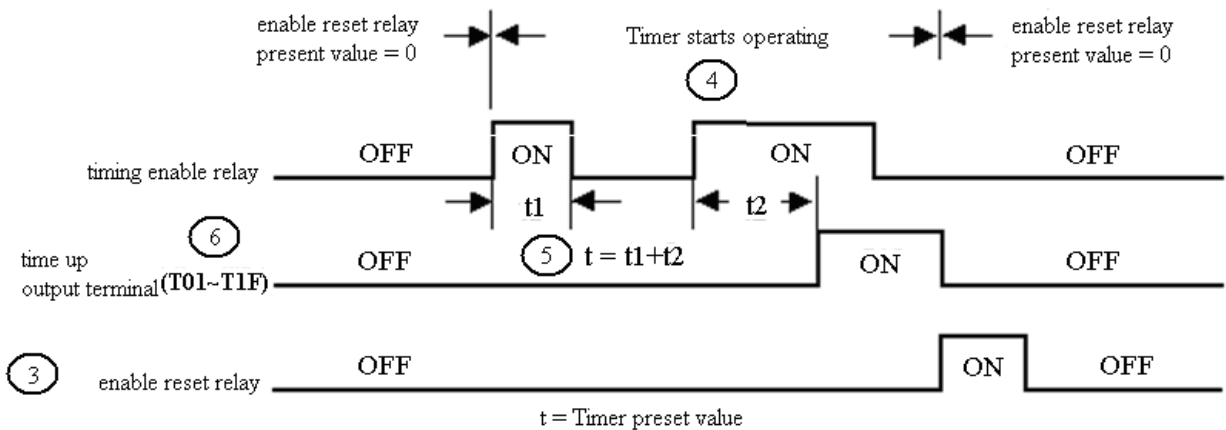 enable reset relay
present value = 0
Timer starts operating
enable reset relay
present value = 0
4
timing enable relay
OFF
ON
ON
OFF
t1
t2
6
5
t = t1+t2
time up
output terminal(T01~T1F)
OFF
ON
OFF
3
enable reset relay
OFF
ON
OFF
t = Timer preset value